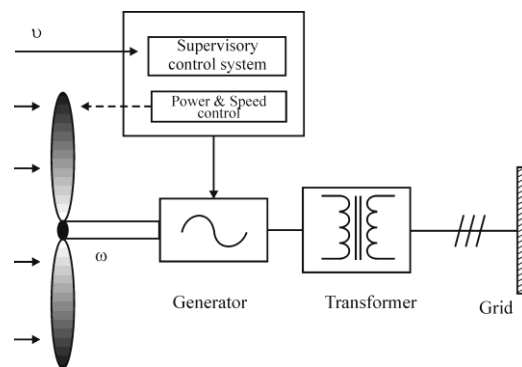 υ
Supervisory
control system
Power & Speed
control
ω
Generator
Transformer
Grid